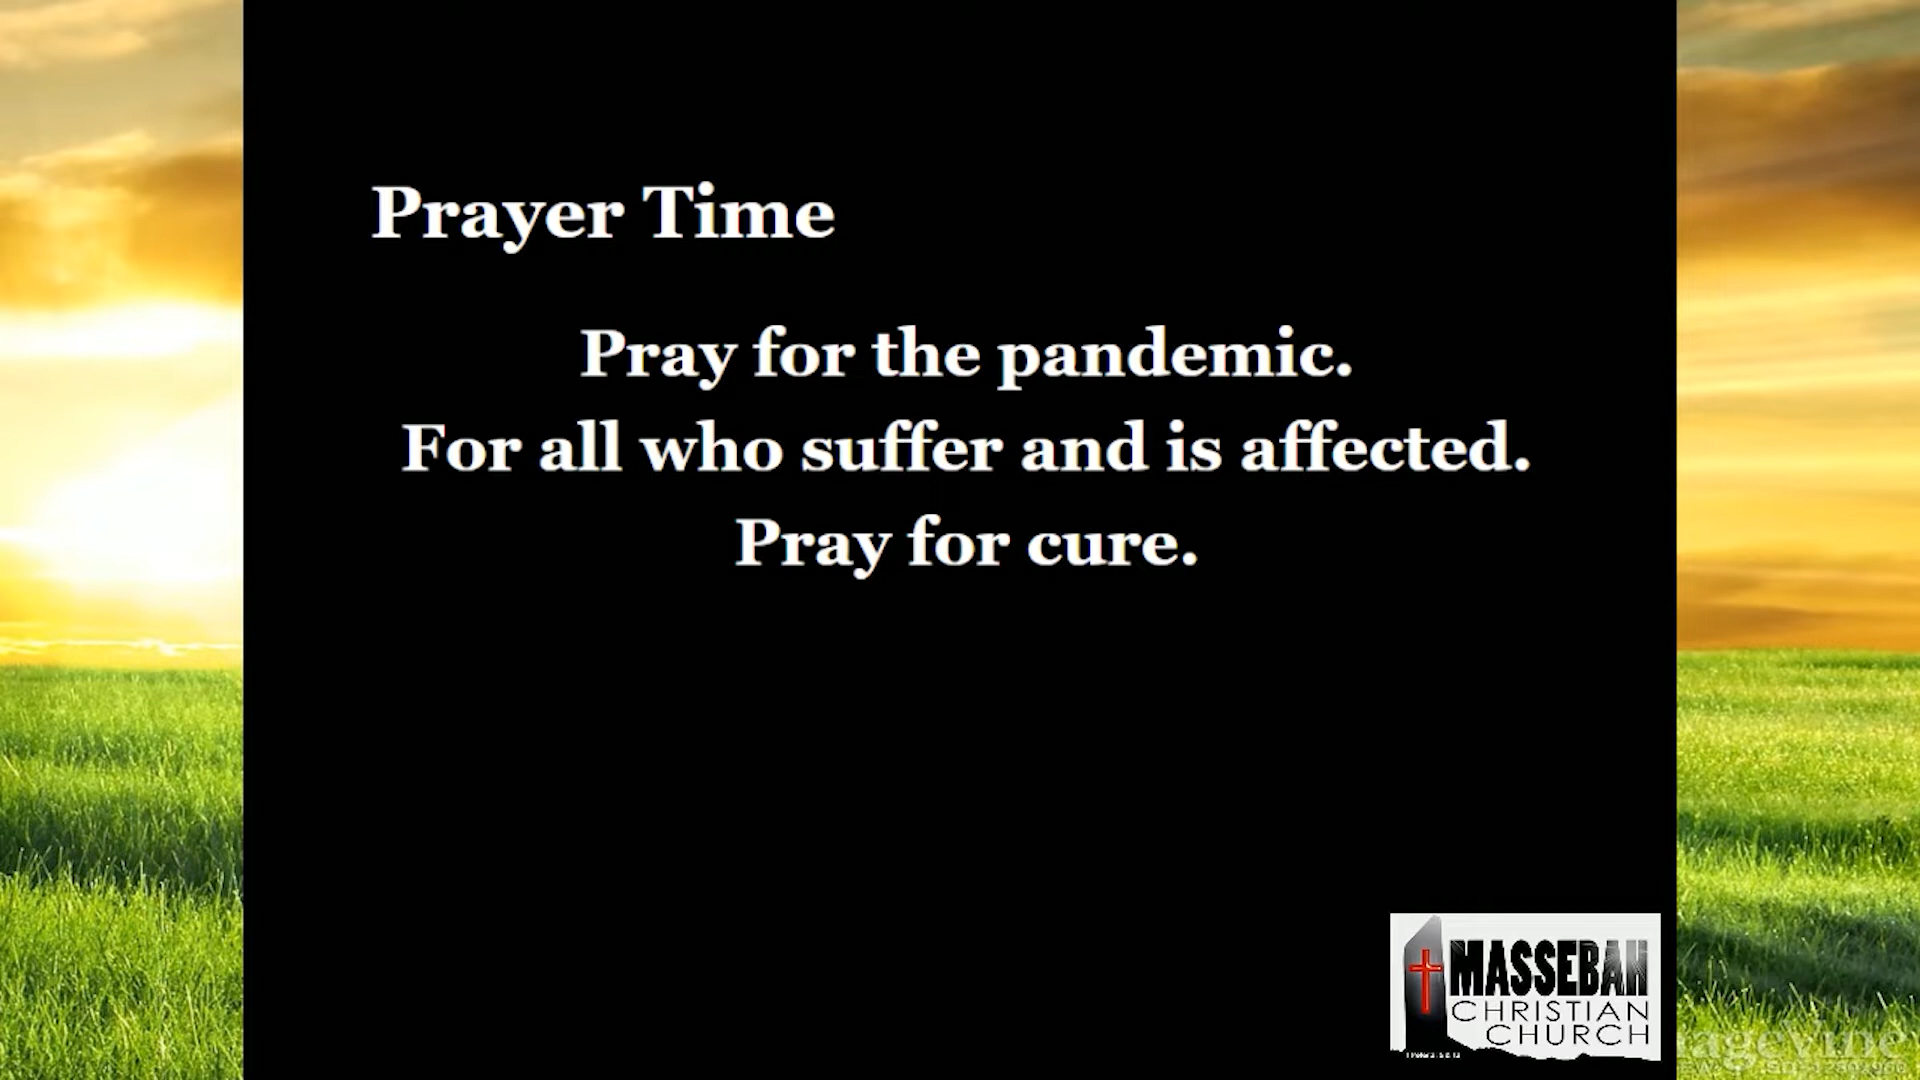 Prayer Time
Pray for the pandemic.
For all who suffer and is affected.
Pray for cure.
MASSEBAH
CHRISTIAN
CHURCH